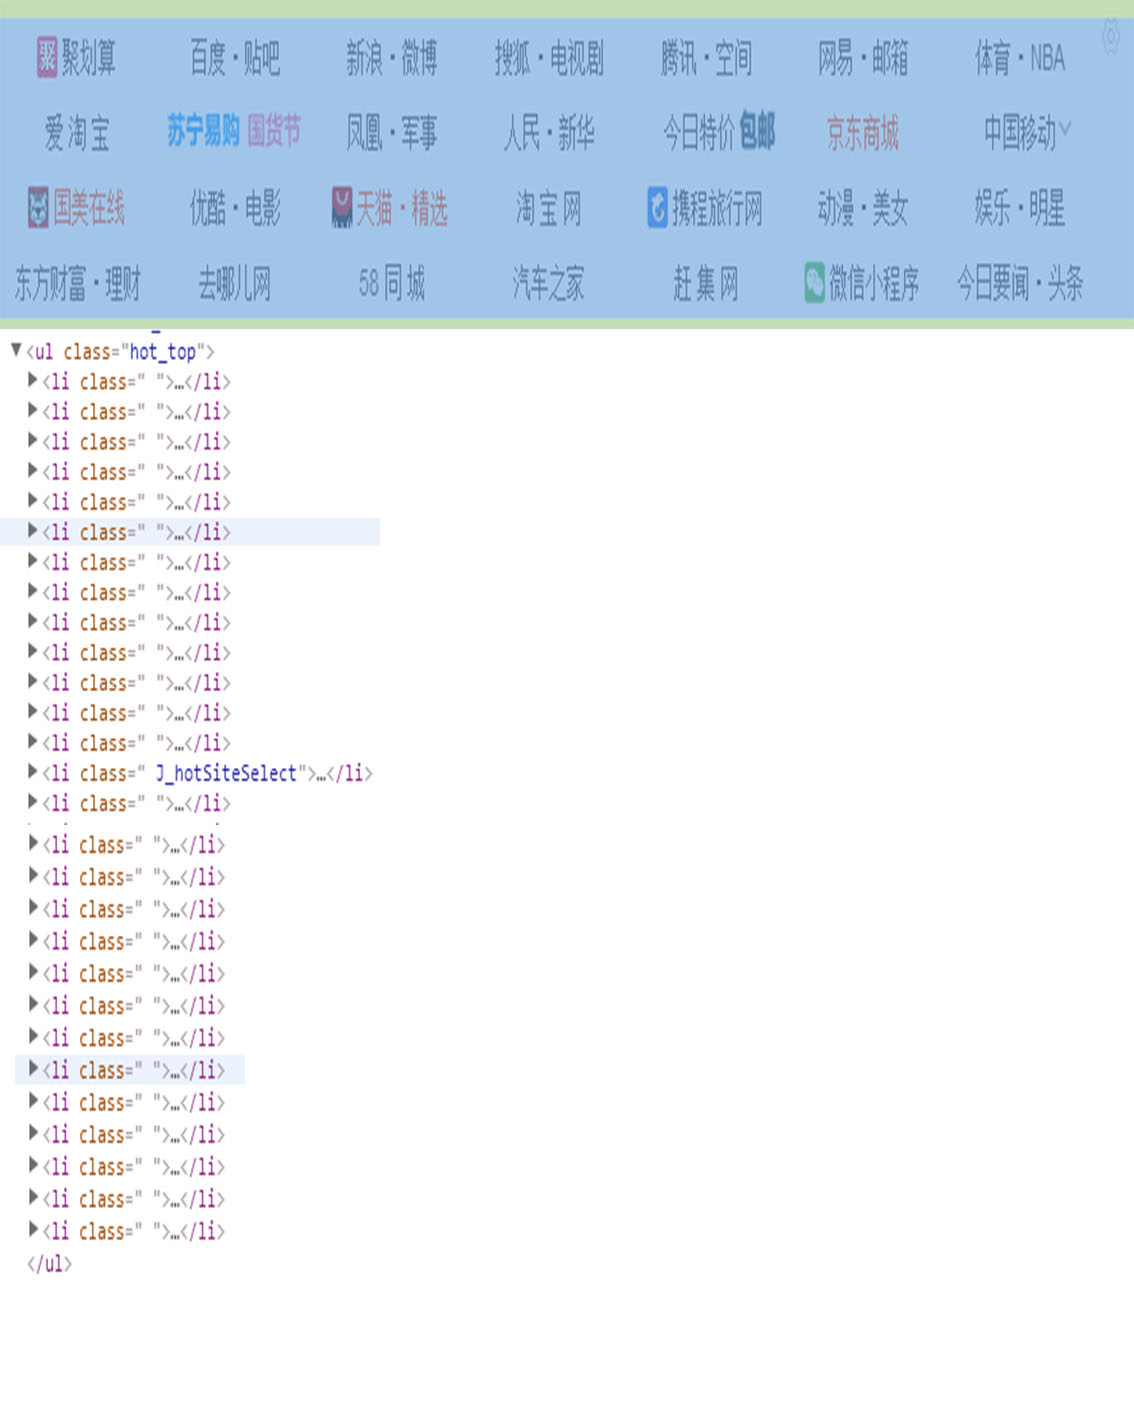 聚 聚划算 百度·贴吧 新浪·微博 搜狐·电视剧 腾讯·空间 网易·邮箱 体育·NBA
爱淘宝 苏宁易购 国货节 凤凰·军事 人民·新华 今日特价 包邮 京东商城 中国移动
国美在线 优酷·电影 天猫·精选 淘宝网 携程旅行网 动漫·美女 娱乐·明星
东方财富·理财 去哪儿网 58同城 汽车之家 赶集网 微信小程序 今日要闻·头条
▼<ul class="hot_top">
▶<li class=" ">…</li>
▶<li class=" ">…</li>
▶<li class=" ">…</li>
▶<li class=" ">…</li>
▶<li class=" ">…</li>
▶<li class=" ">…</li>
▶<li class=" ">…</li>
▶<li class=" ">…</li>
▶<li class=" ">…</li>
▶<li class=" ">…</li>
▶<li class=" ">…</li>
▶<li class=" ">…</li>
▶<li class=" ">…</li>
▶<li class=" J_hotSiteSelect">…</li>
▶<li class=" ">…</li>
▶<li class=" ">…</li>
▶<li class=" ">…</li>
▶<li class=" ">…</li>
▶<li class=" ">…</li>
▶<li class=" ">…</li>
▶<li class=" ">…</li>
▶<li class=" ">…</li>
▶<li class=" ">…</li>
▶<li class=" ">…</li>
▶<li class=" ">…</li>
▶<li class=" ">…</li>
▶<li class=" ">…</li>
▶<li class=" ">…</li>
</ul>